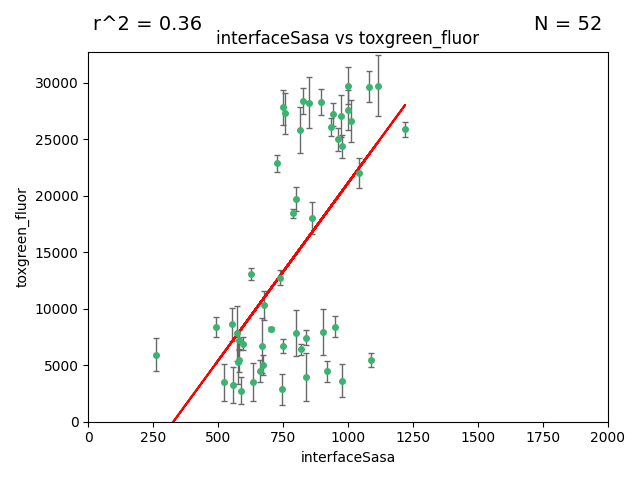 r^2 = 0.36
N = 52
interfaceSasa vs toxgreen_fluor
toxgreen_fluor
30000
25000
20000
15000
10000
5000
0
0 250 500 750 1000 1250 1500 1750 2000
interfaceSasa